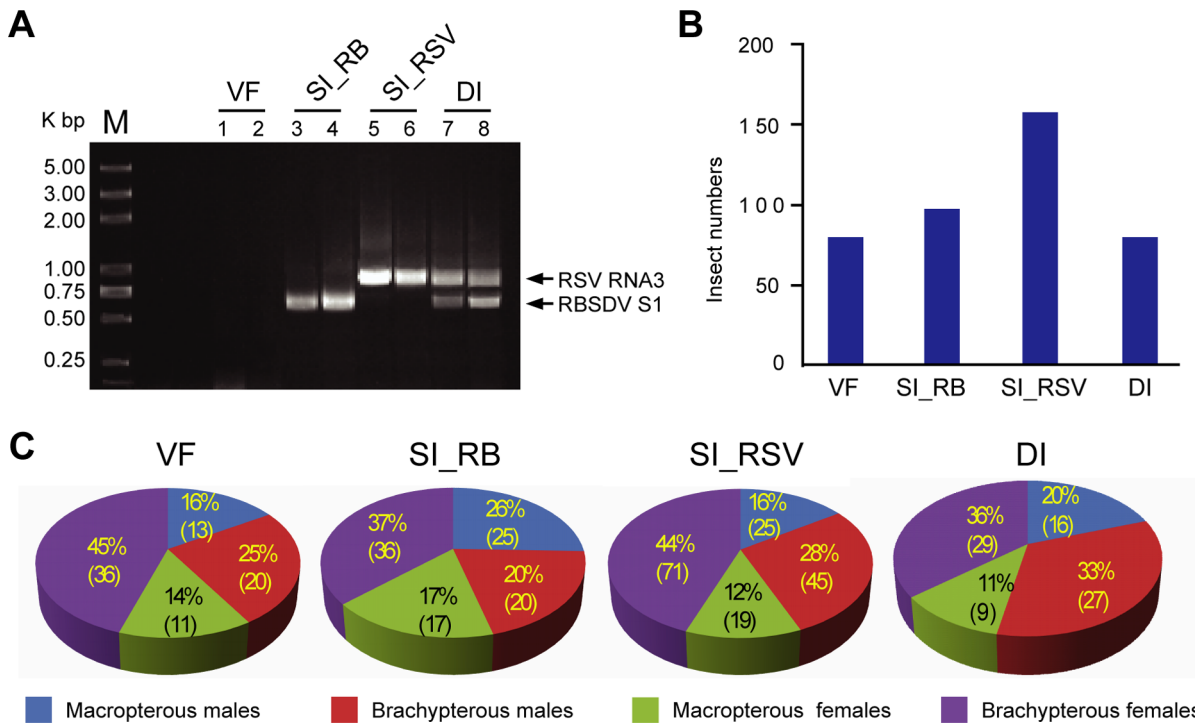 A
VF
SI_RB
SI_RSV
DI
K bp
M
1 2 3 4 5 6 7 8
5.00
3.00
2.00
1.00
0.75
0.50
0.25
RSV RNA3
RBSDV S1
B
Insect numbers
200
150
100
50
0
VF SI_RB SI_RSV DI
C
VF
16%
(13)
25%
(20)
14%
(11)
45%
(36)
SI_RB
26%
(25)
20%
(20)
17%
(17)
37%
(36)
SI_RSV
16%
(25)
28%
(45)
12%
(19)
44%
(71)
DI
20%
(16)
33%
(27)
11%
(9)
36%
(29)
Macropterous males
Brachypterous males
Macropterous females
Brachypterous females